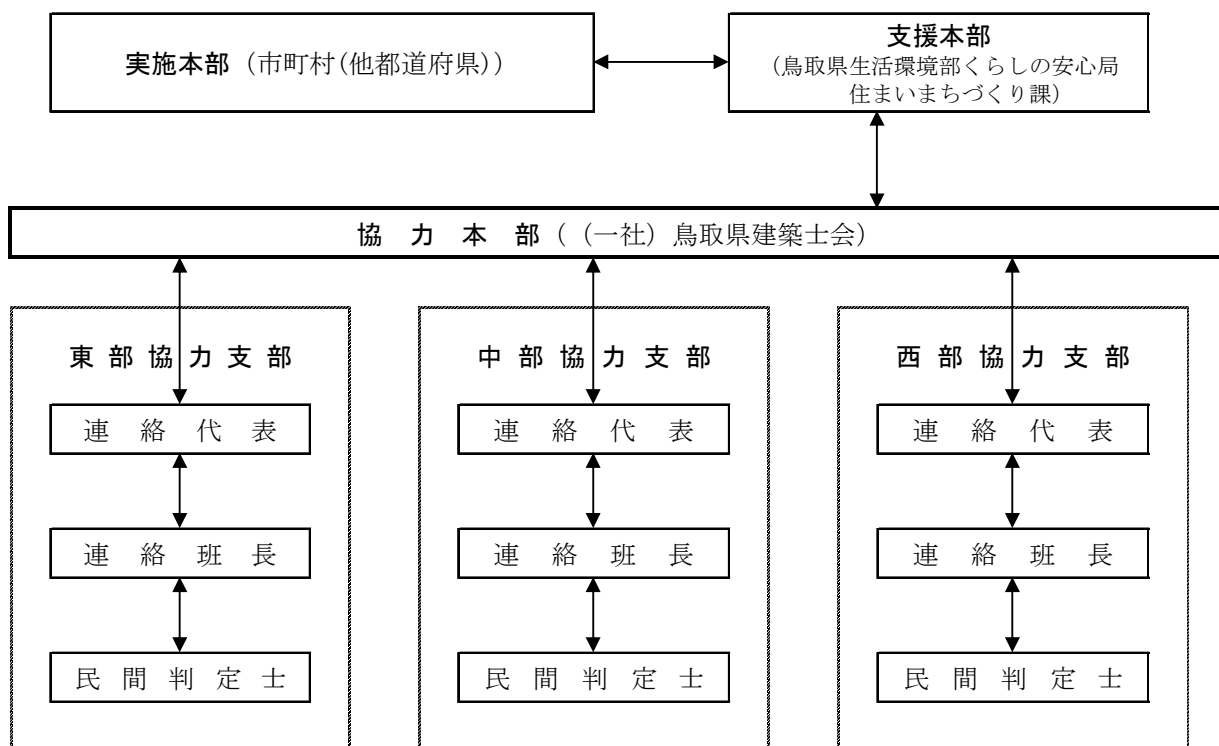 実施本部（市町村(他都道府県)）
支援本部
（鳥取県生活環境部くらしの安心局
住まいまちづくり課）
協力本部（（一社）鳥取県建築士会）
東部協力支部
連絡代表
連絡班長
民間判定士
中部協力支部
連絡代表
連絡班長
民間判定士
西部協力支部
連絡代表
連絡班長
民間判定士